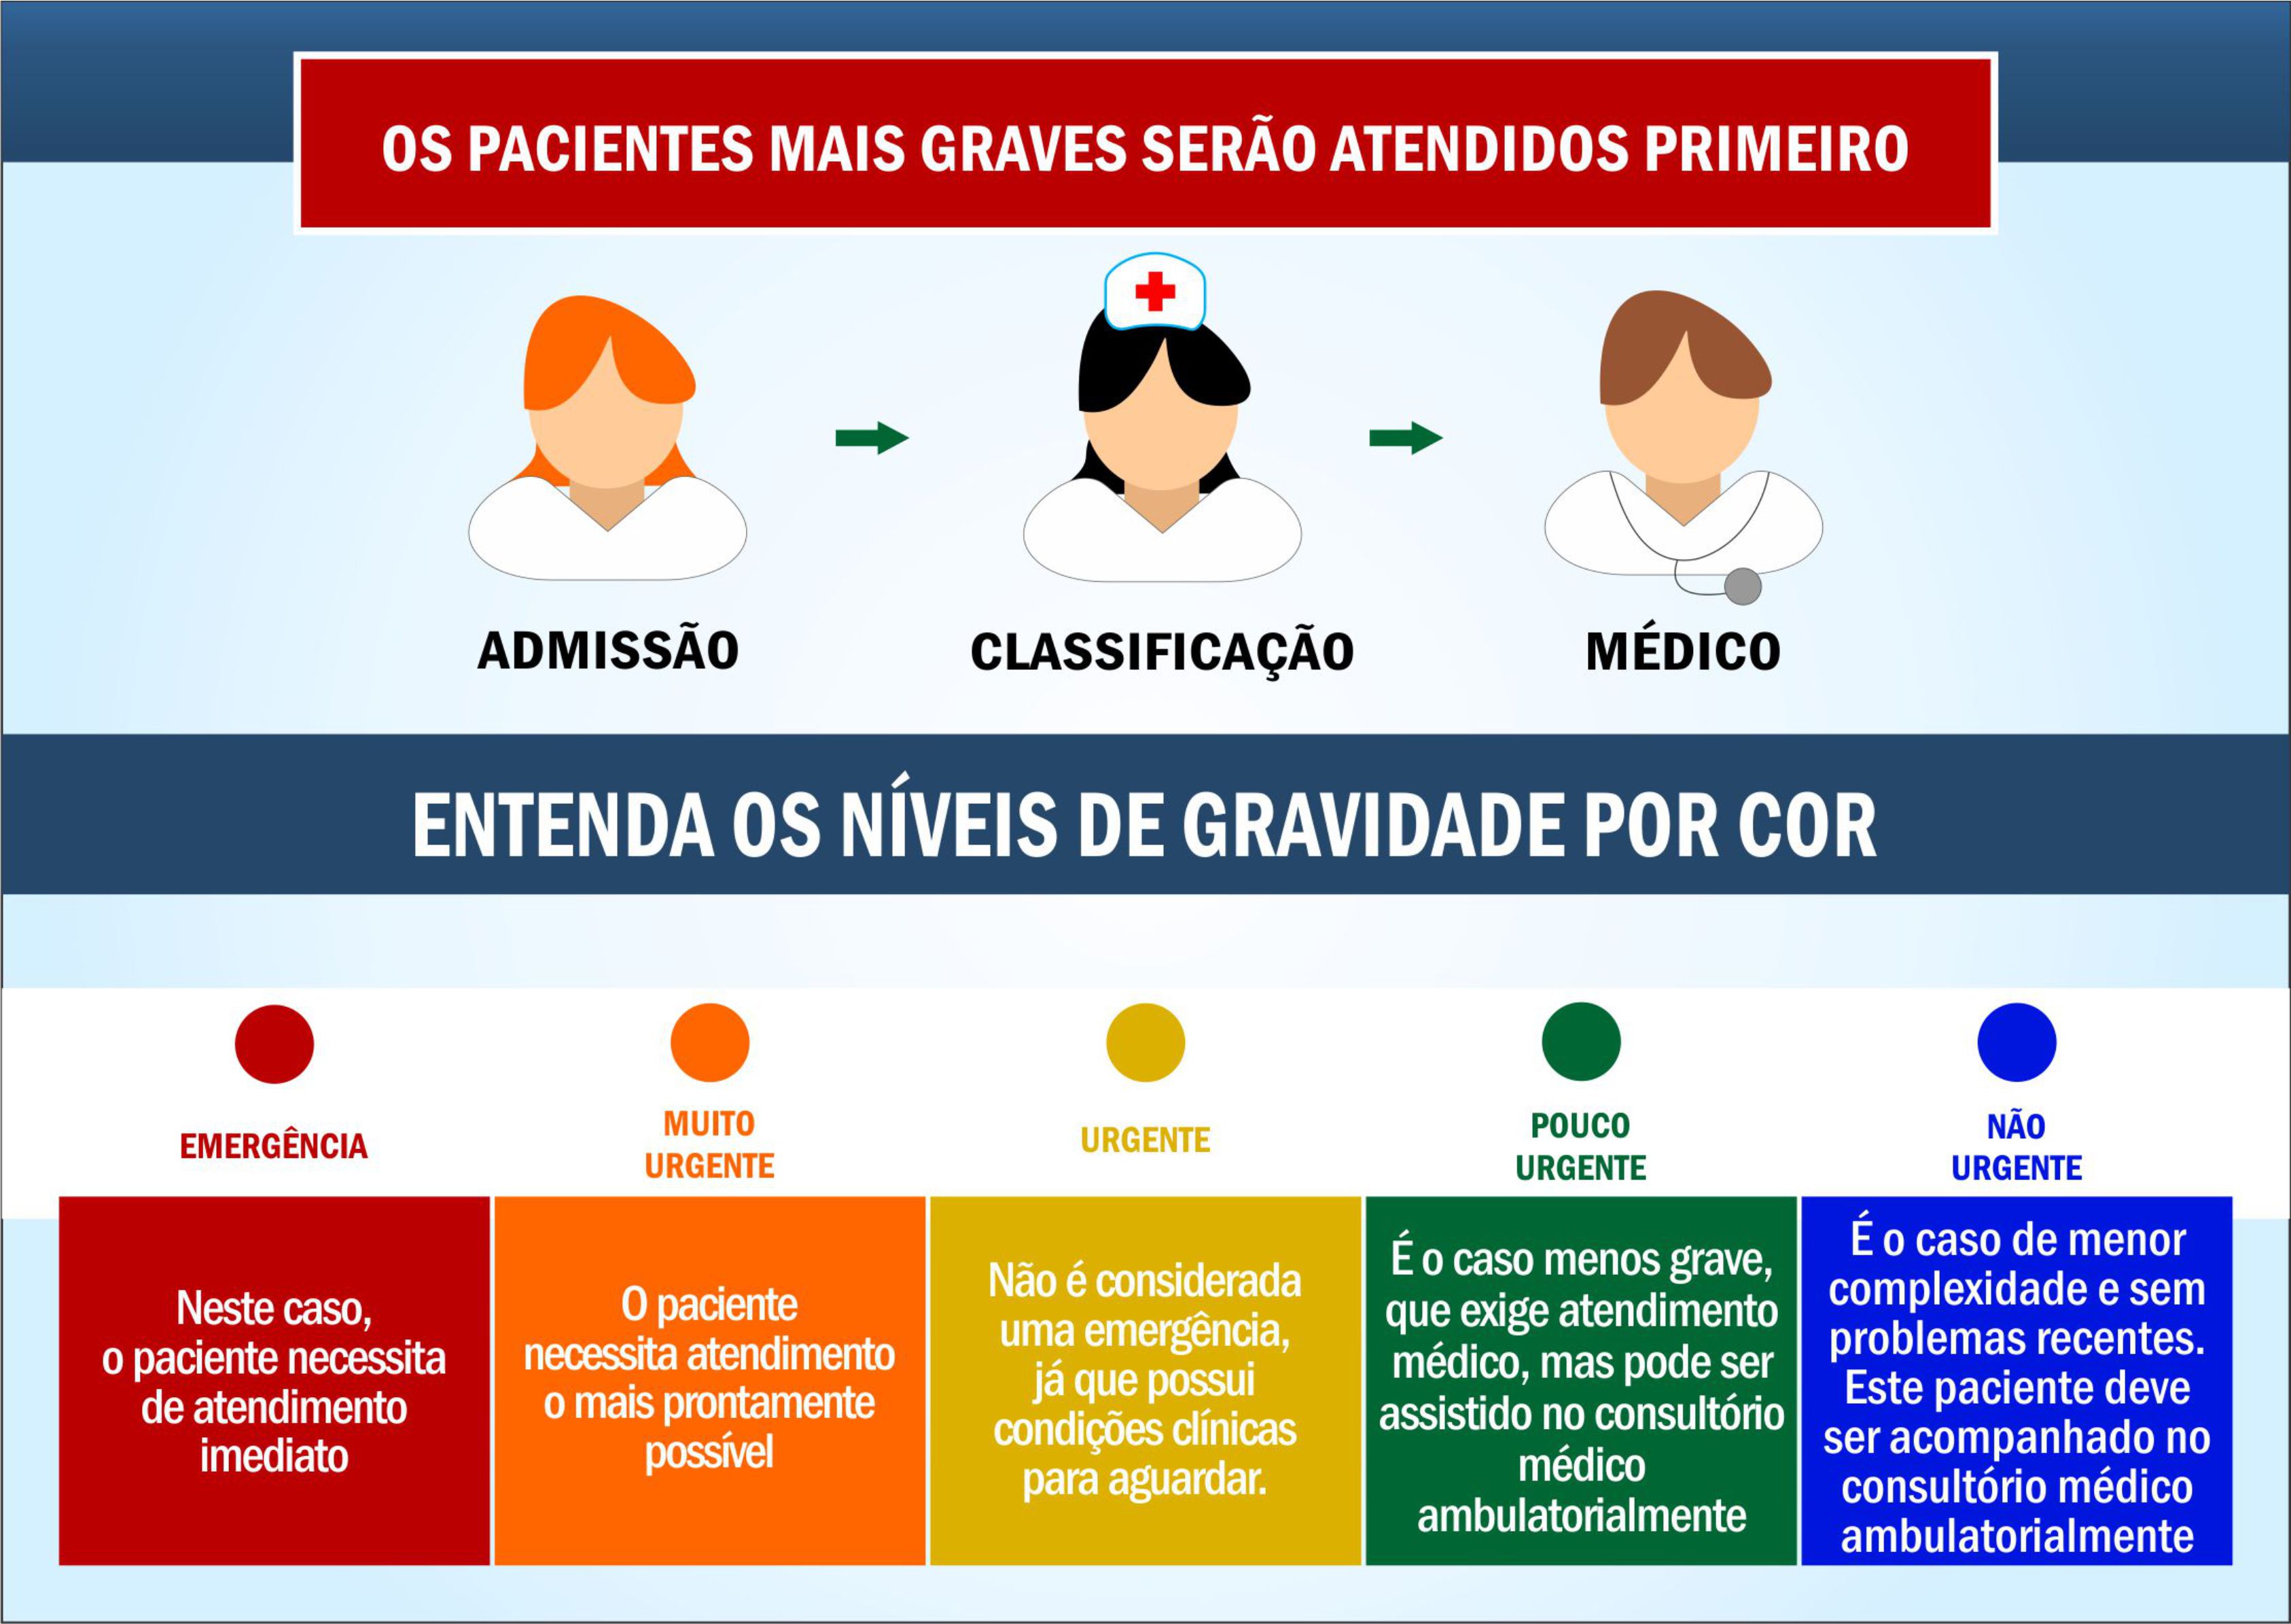 OS PACIENTES MAIS GRAVES SERÃO ATENDIDOS PRIMEIRO
ADMISSÃO
CLASSIFICAÇÃO
MÉDICO
ENTENDA OS NÍVEIS DE GRAVIDADE POR COR
EMERGÊNCIA
Neste caso,
o paciente necessita
de atendimento
imediato
MUITO
URGENTE
O paciente
necessita atendimento
o mais prontamente
possível
URGENTE
Não é considerada
uma emergência,
já que possui
condições clínicas
para aguardar.
POUCO
URGENTE
É o caso menos grave,
que exige atendimento
médico, mas pode ser
assistido no consultório
médico
ambulatorialmente
NÃO
URGENTE
É o caso de menor
complexidade e sem
problemas recentes.
Este paciente deve
ser acompanhado no
consultório médico
ambulatorialmente